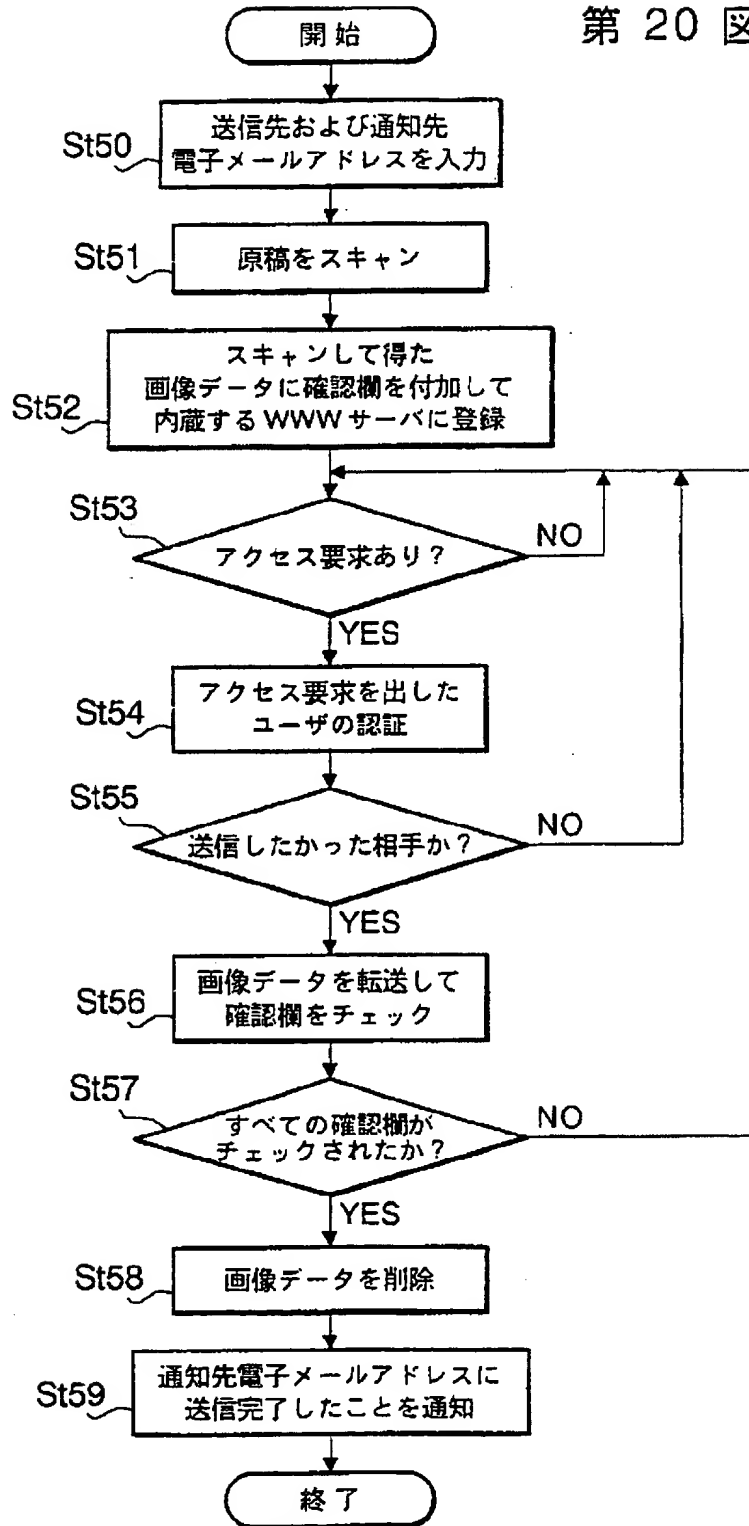 第 20 図
開始
St50
送信先および通知先
電子メールアドレスを入力
St51
原稿をスキャン
St52
スキャンして得た
画像データに確認欄を付加して
内蔵するWWWサーバに登録
St53
アクセス要求あり?
NO
YES
St54
アクセス要求を出した
ユーザの認証
St55
送信したかった相手か?
NO
YES
St56
画像データを転送して
確認欄をチェック
St57
すべての確認欄が
チェックされたか?
NO
YES
St58
画像データを削除
St59
通知先電子メールアドレスに
送信完了したことを通知
終了